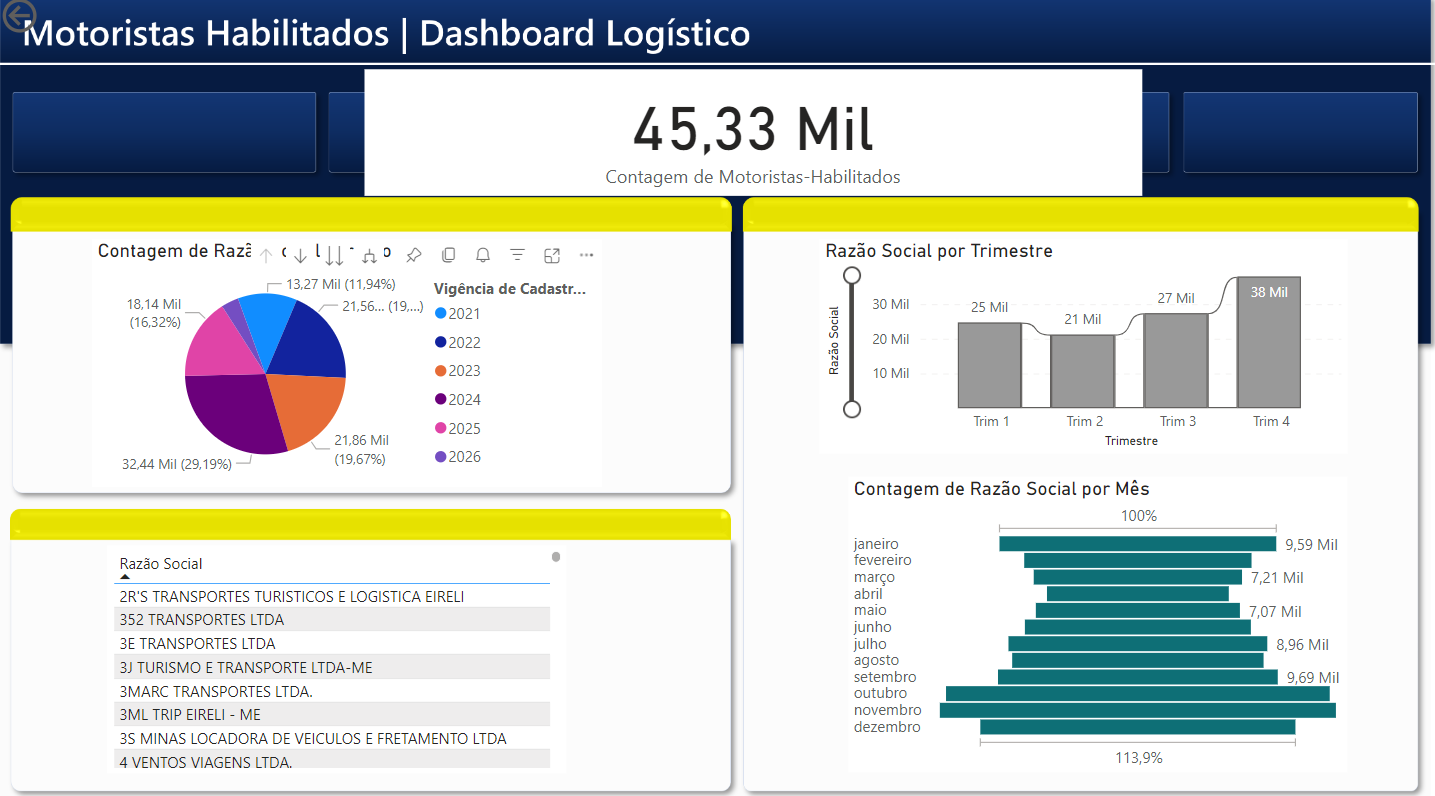 Motoristas Habilitados | Dashboard Logístico
45,33 Mil
Contagem de Motoristas-Habilitados
Contagem de
13,27 Mil (11,94%)
21,56... (19,...)
18,14 Mil
(16,32%)
21,86 Mil
(19,67%)
32,44 Mil (29,19%)
Vigência de Cadastr...
2021
2022
2023
2024
2025
2026
Razão Social por Trimestre
Razão Social
30 Mil
20 Mil
10 Mil
25 Mil
21 Mil
27 Mil
38 Mil
Trim 1
Trim 2
Trim 3
Trim 4
Trimestre
Razão Social
2R'S TRANSPORTES TURISTICOS E LOGISTICA EIRELI
352 TRANSPORTES LTDA
3E TRANSPORTES LTDA
3J TURISMO E TRANSPORTE LTDA-ME
3MARC TRANSPORTES LTDA.
3ML TRIP EIRELI - ME
3S MINAS LOCADORA DE VEICULOS E FRETAMENTO LTDA
4 VENTOS VIAGENS LTDA.
Contagem de Razão Social por Mês
100%
janeiro 9,59 Mil
fevereiro
março 7,21 Mil
abril
maio 7,07 Mil
junho
julho 8,96 Mil
agosto
setembro 9,69 Mil
outubro
novembro
dezembro
113,9%